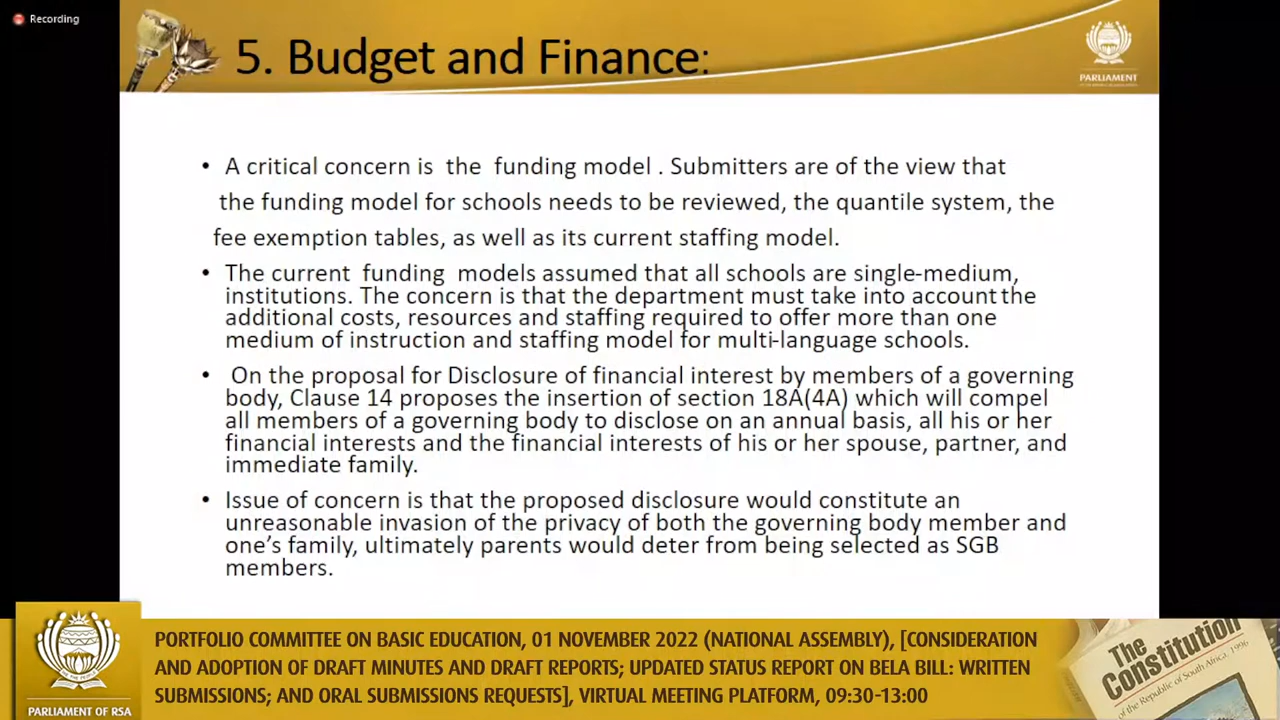 Recording
5. Budget and Finance:
PARLIAMENT
• A critical concern is the funding model . Submitters are of the view that
the funding model for schools needs to be reviewed, the quantile system, the
fee exemption tables, as well as its current staffing model.
• The current funding models assumed that all schools are single-medium,
institutions. The concern is that the department must take into account the
additional costs, resources and staffing required to offer more than one
medium of instruction and staffing model for multi-language schools.
• On the proposal for Disclosure of financial interest by members of a governing
body, Clause 14 proposes the insertion of section 18A(4A) which will compel
all members of a governing body to disclose on an annual basis, all his or her
financial interests and the financial interests of his or her spouse, partner, and
immediate family.
• Issue of concern is that the proposed disclosure would constitute an
unreasonable invasion of the privacy of both the governing body member and
one's family, ultimately parents would deter from being selected as SGB
members.
PORTFOLIO COMMITTEE ON BASIC EDUCATION, 01 NOVEMBER 2022 (NATIONAL ASSEMBLY), [CONSIDERATION
AND ADOPTION OF DRAFT MINUTES AND DRAFT REPORTS; UPDATED STATUS REPORT ON BELA BILL: WRITTEN
SUBMISSIONS; AND ORAL SUBMISSIONS REQUESTS], VIRTUAL MEETING PLATFORM, 09:30-13:00
PARLIAMENT OF RSA
The
Constitution
of the Republic of South Africa, 1996